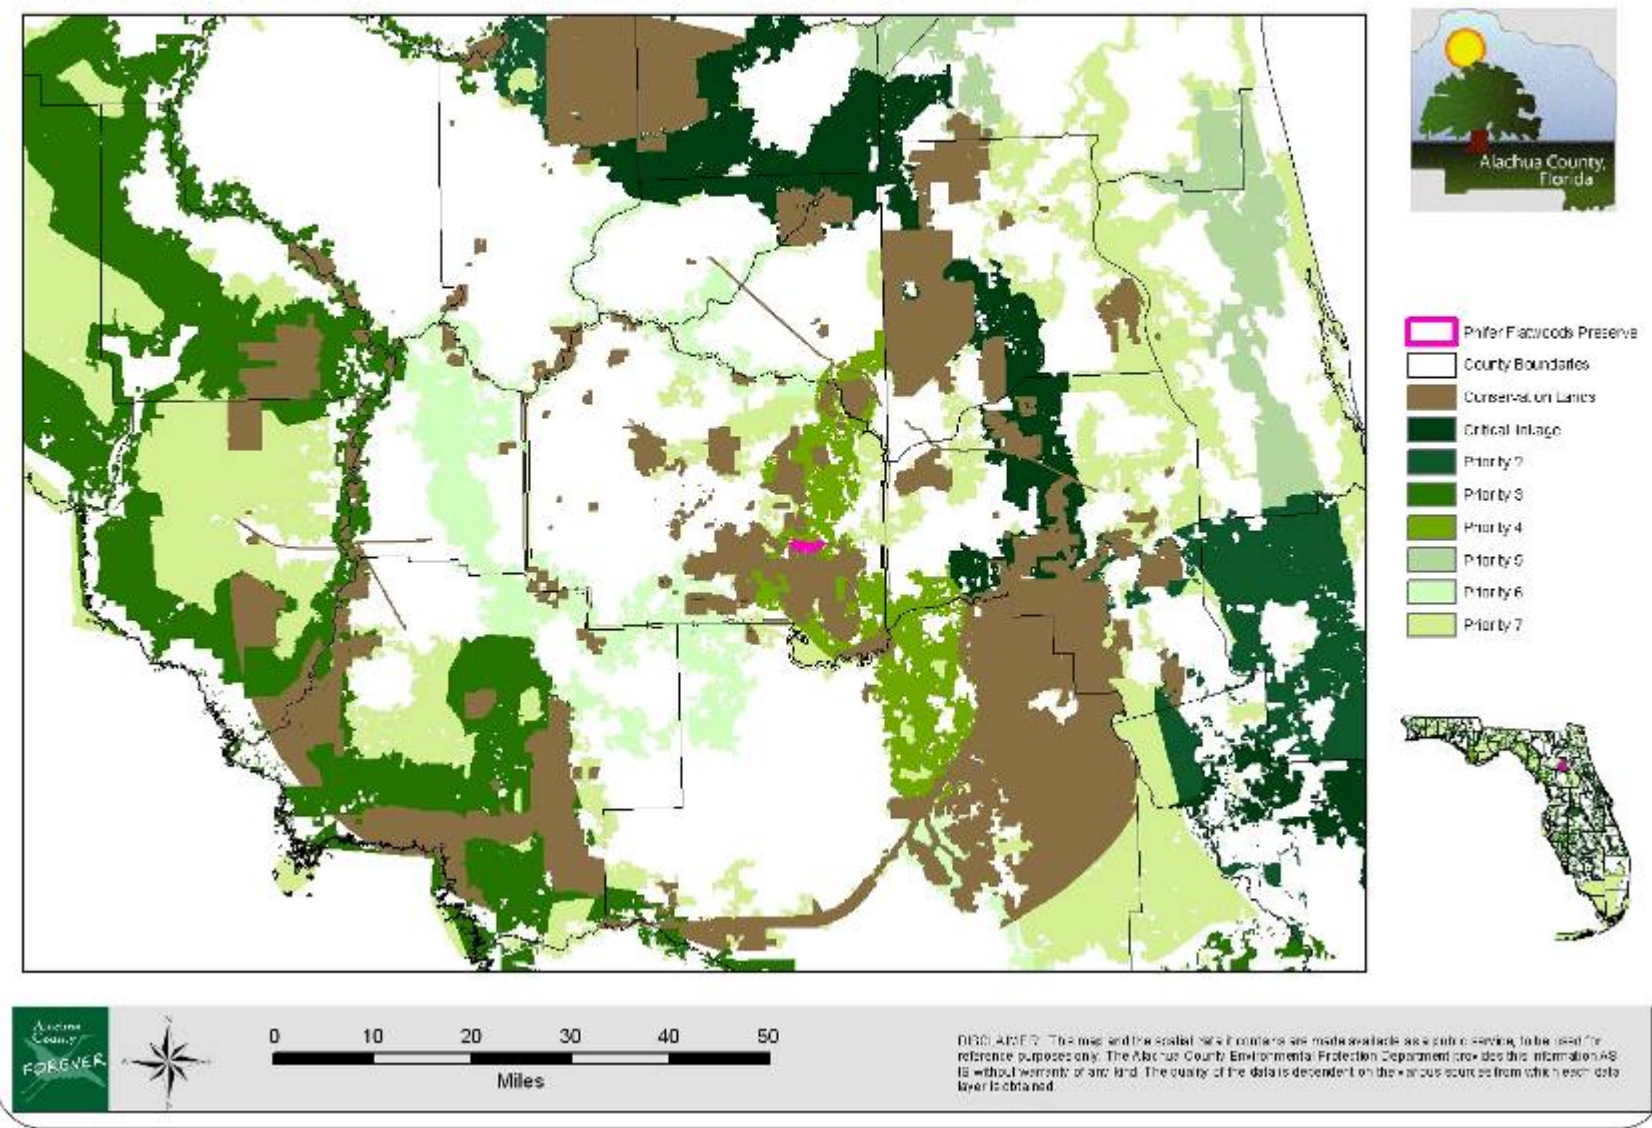 Alachua County,
Florida
Phifer Flatwoods Preserve
County Boundaries
Conservation Lands
Critical linkage
Priority 2
Priority 3
Priority 4
Priority 5
Priority 6
Priority 7
Alachua
County
FOREVER
N
S
0 10 20 30 40 50
Miles
DISCLAIMER: This map and the spatial data it contains are made available as a public service, to be used for
reference purposes only. The Alachua County Environmental Protection Department provides this information AS
IS without warranty of any kind. The quality of the data is dependent on the various sources from which each data
layer is obtained.